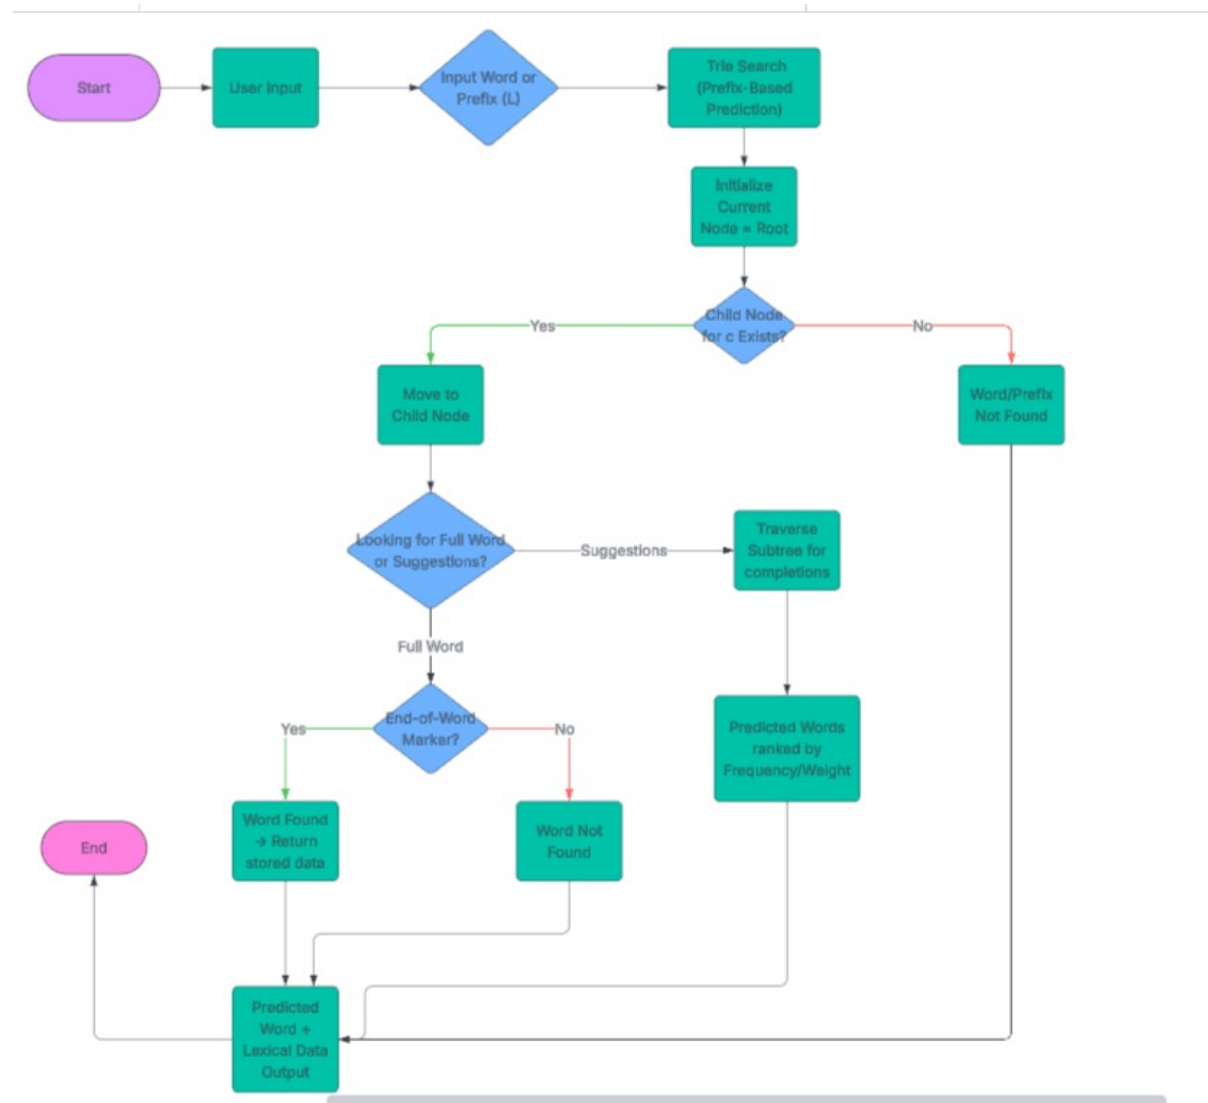 Start
User Input
Input Word or
Prefix (L)
Trie Search
(Prefix-Based
Prediction)
Initialize
Current
Node = Root
Child Node
for c Exists?
Yes
No
Move to
Child Node
Word/Prefix
Not Found
Looking for Full Word
or Suggestions?
Suggestions
Traverse
Subtree for
completions
Full Word
End-of-Word
Marker?
Yes
No
Predicted Words
ranked by
Frequency/Weight
Word Found
→ Return
stored data
Word Not
Found
End
Predicted
Word +
Lexical Data
Output